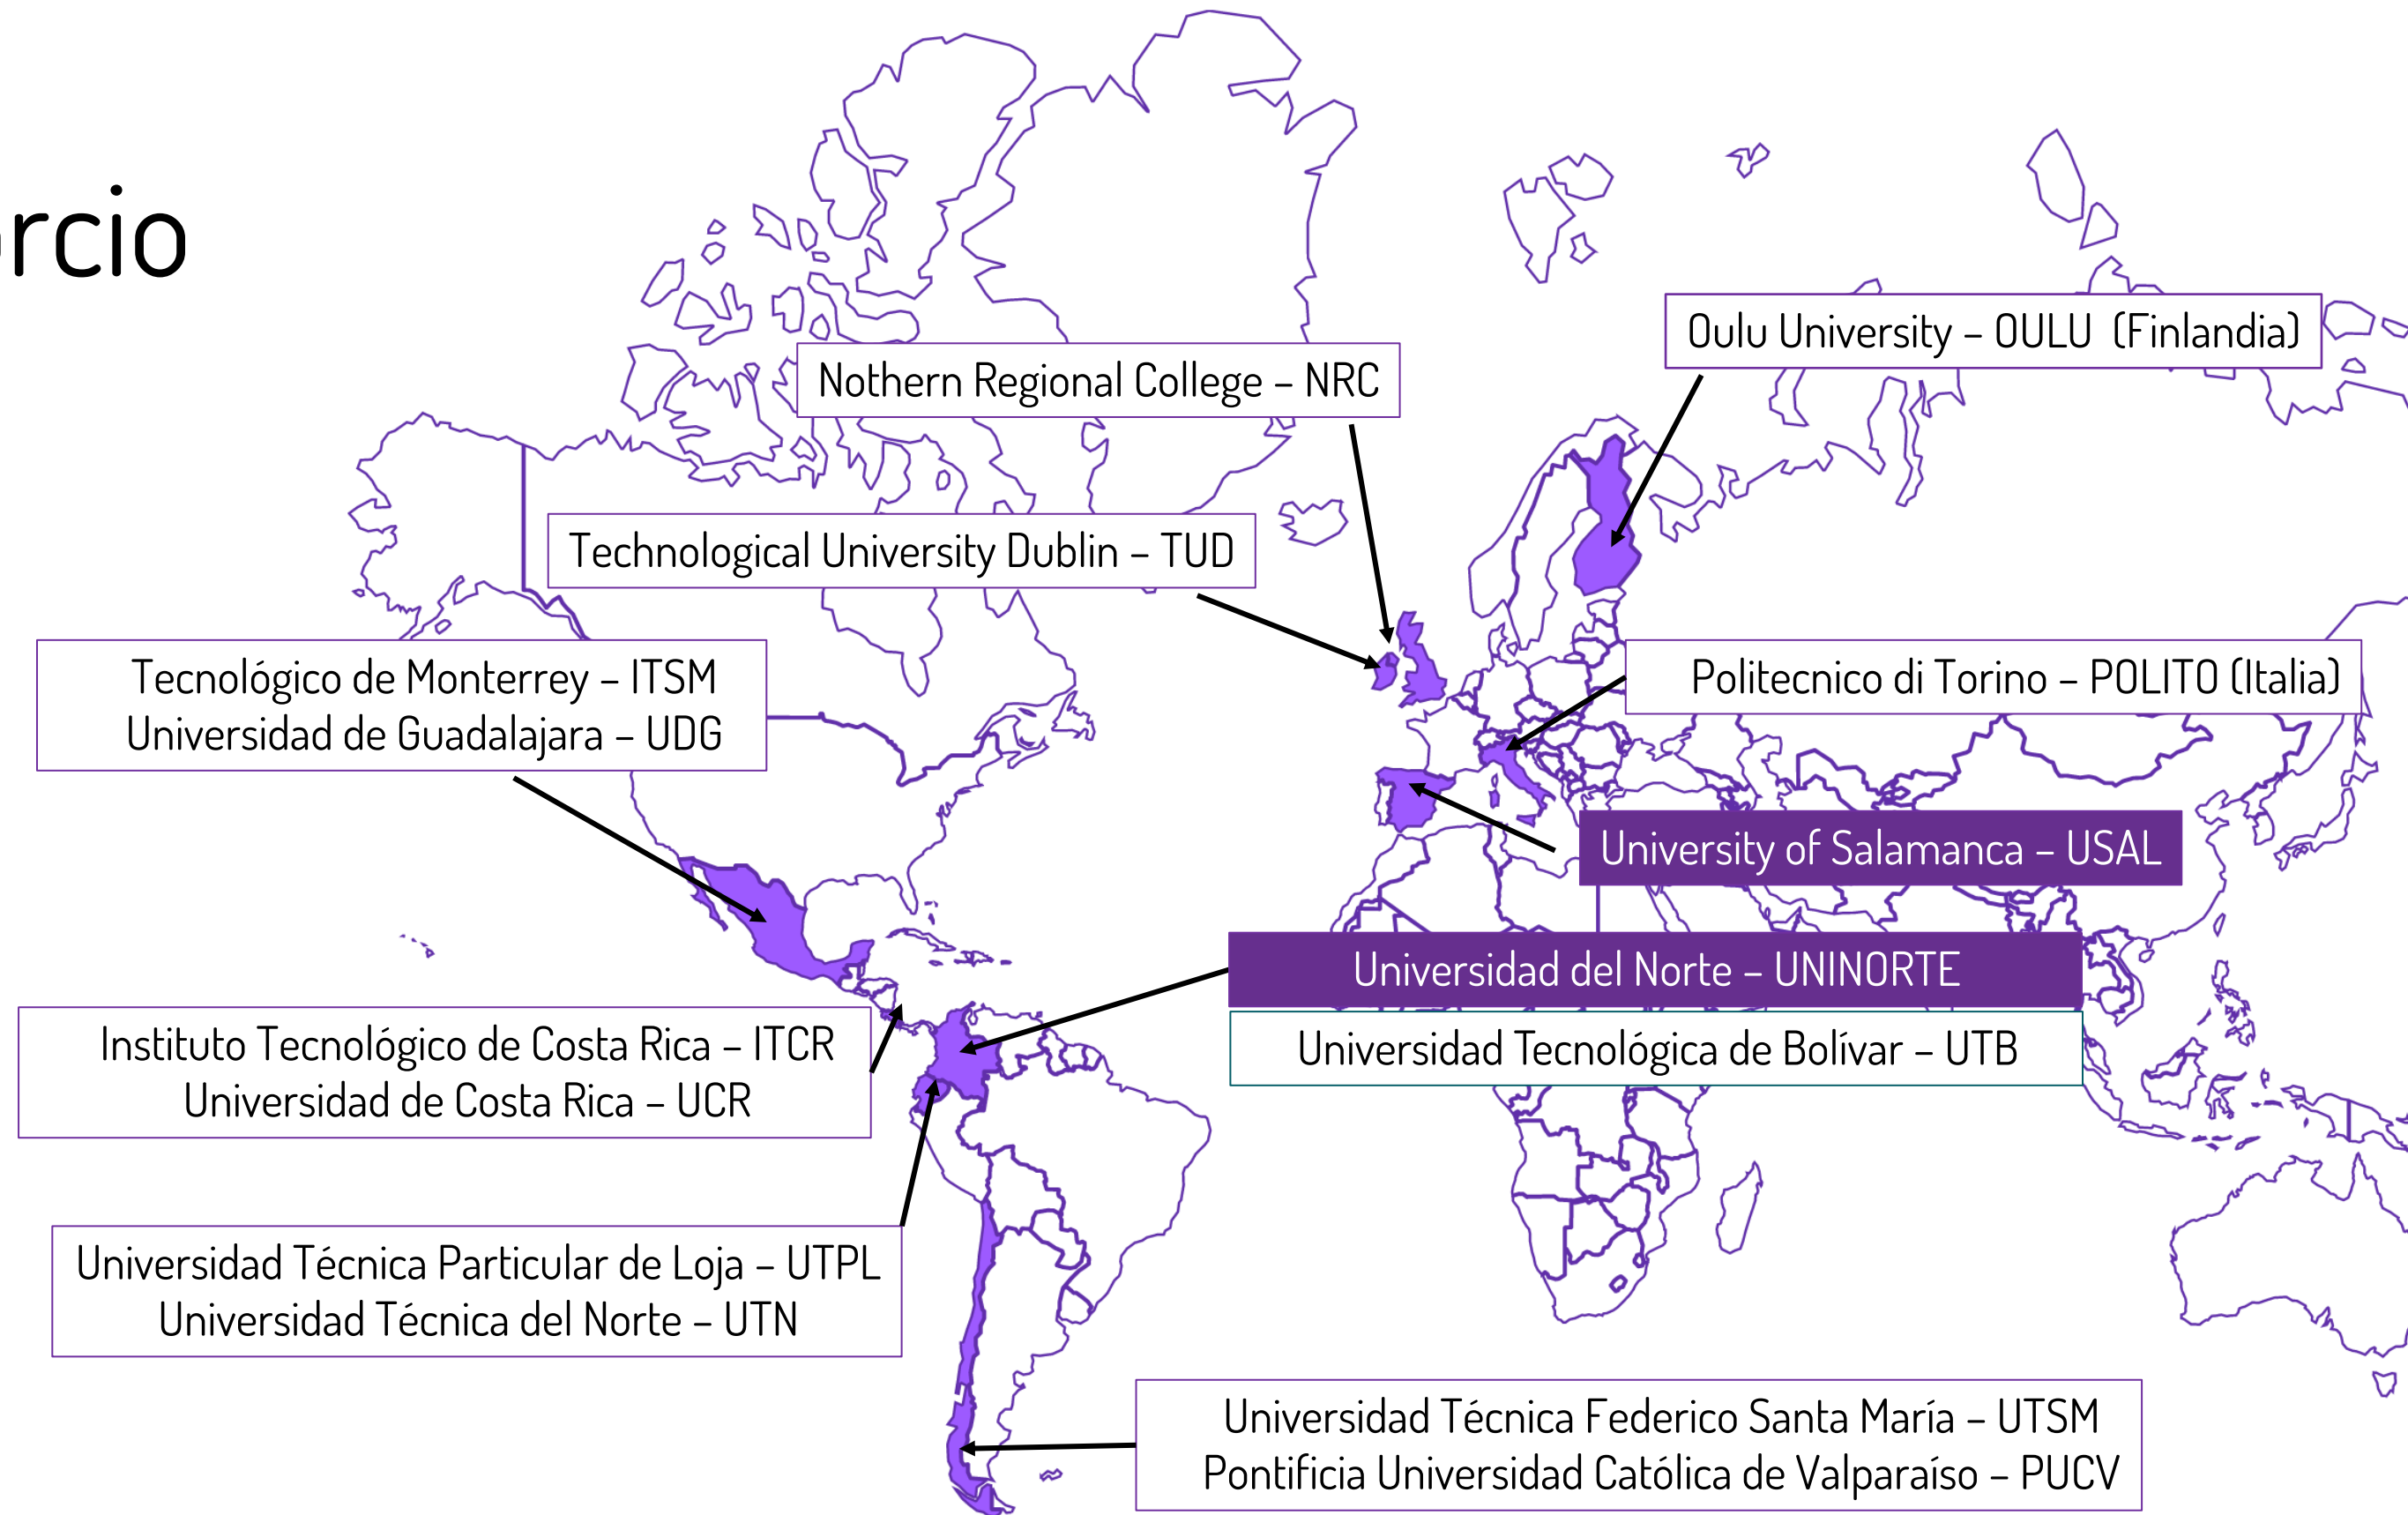 rcio
Oulu University – OULU (Finlandia)
Nothern Regional College – NRC
Technological University Dublin – TUD
Tecnológico de Monterrey – ITSM
Universidad de Guadalajara – UDG
Politecnico di Torino – POLITO (Italia)
University of Salamanca – USAL
Universidad del Norte – UNINORTE
Universidad Tecnológica de Bolívar – UTB
Instituto Tecnológico de Costa Rica – ITCR
Universidad de Costa Rica – UCR
Universidad Técnica Particular de Loja – UTPL
Universidad Técnica del Norte – UTN
Universidad Técnica Federico Santa María – UTSM
Pontificia Universidad Católica de Valparaíso – PUCV